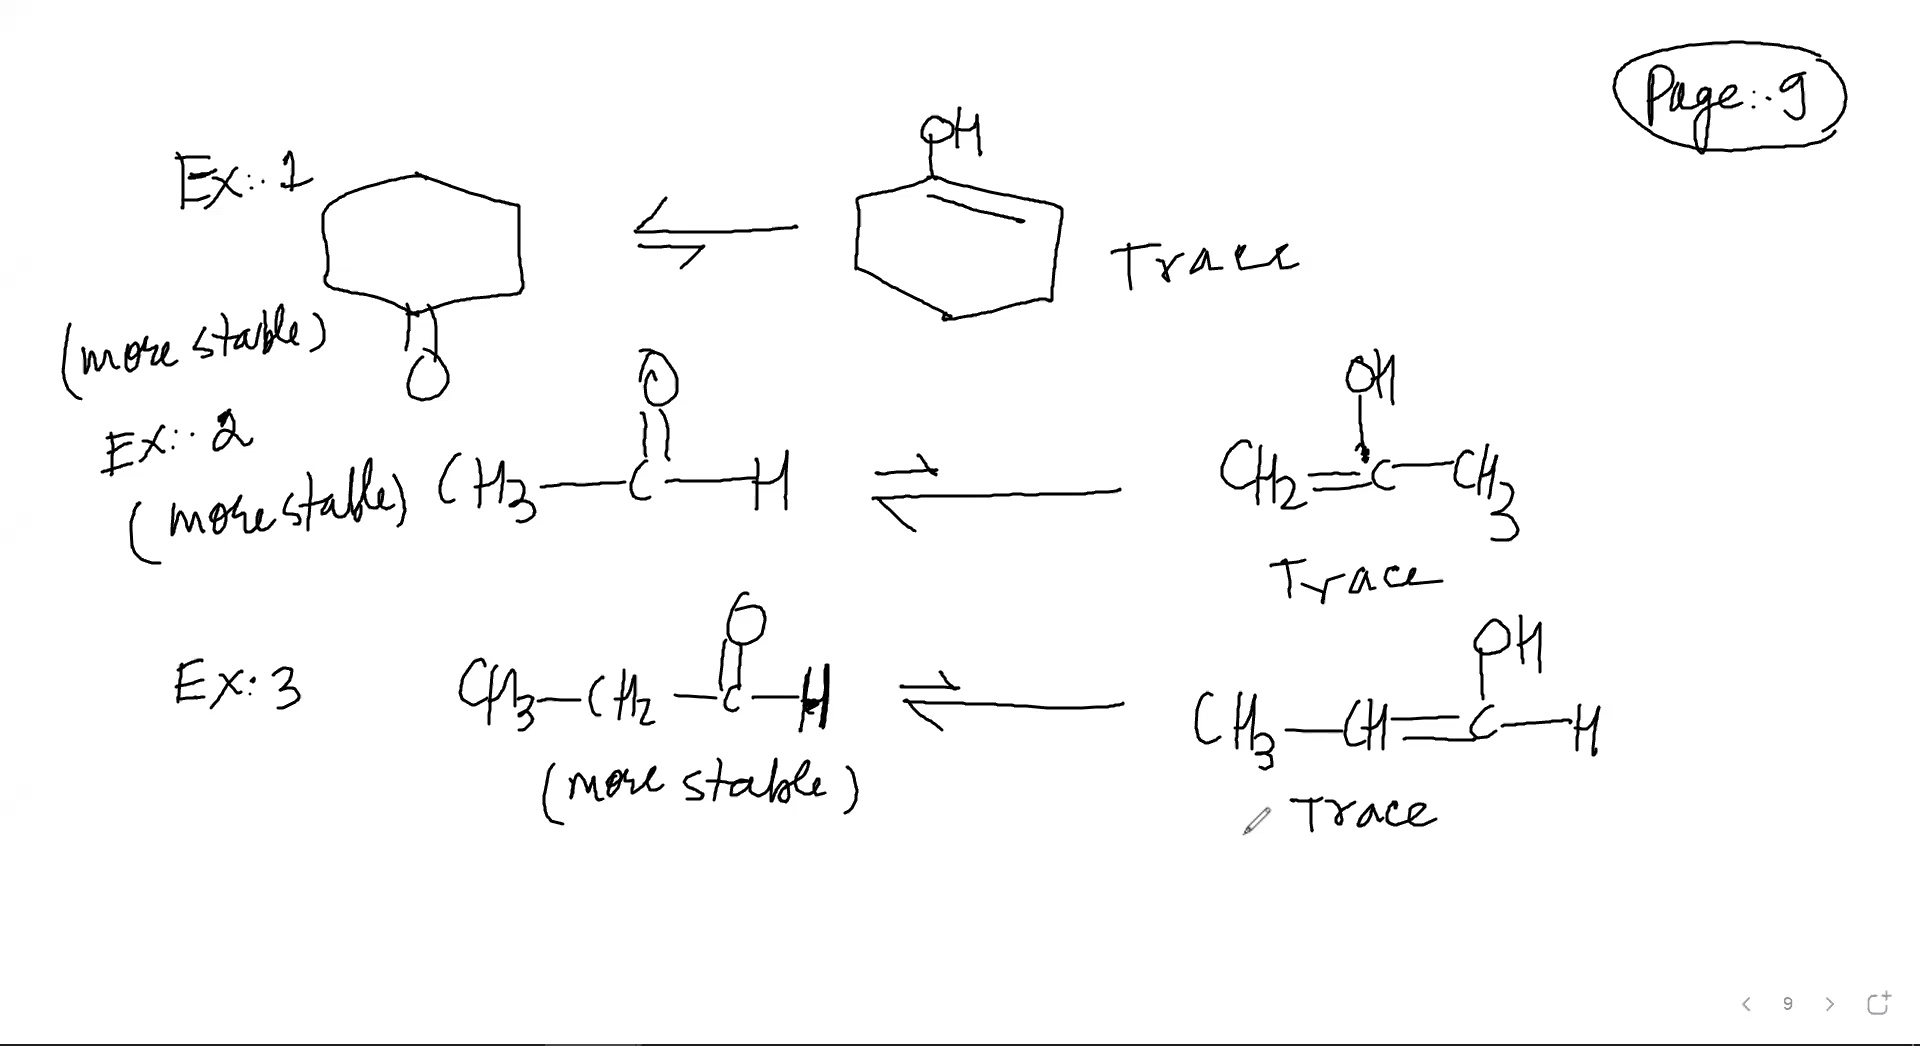 Page:. 9
Ex:. 1
OH
Trace
(more stable)
O
Ex:. 2
(more stable) CH3—C—H
O
OH
CH2=C—CH3
Trace
Ex: 3
O
CH3—CH2—C—H
OH
CH3—CH=C—H
(more stable)
Trace
9